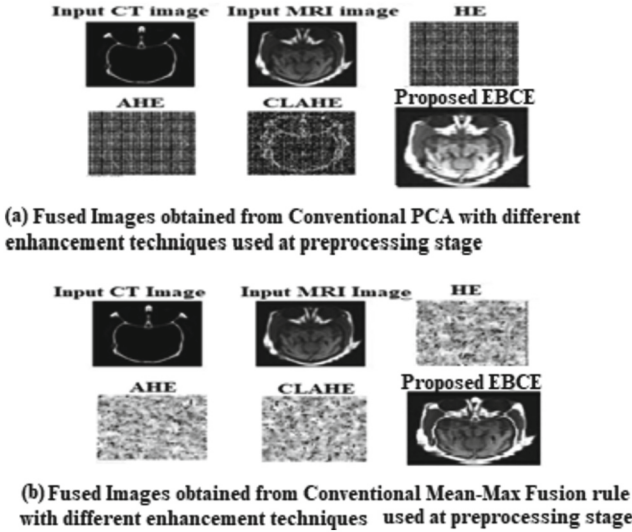 Input CT image Input MRI image HE
AHE CLAHE Proposed EBCE
(a) Fused Images obtained from Conventional PCA with different
enhancement techniques used at preprocessing stage
Input CT Image Input MRI Image HE
AHE CLAHE Proposed EBCE
(b) Fused Images obtained from Conventional Mean-Max Fusion rule
with different enhancement techniques used at preprocessing stage